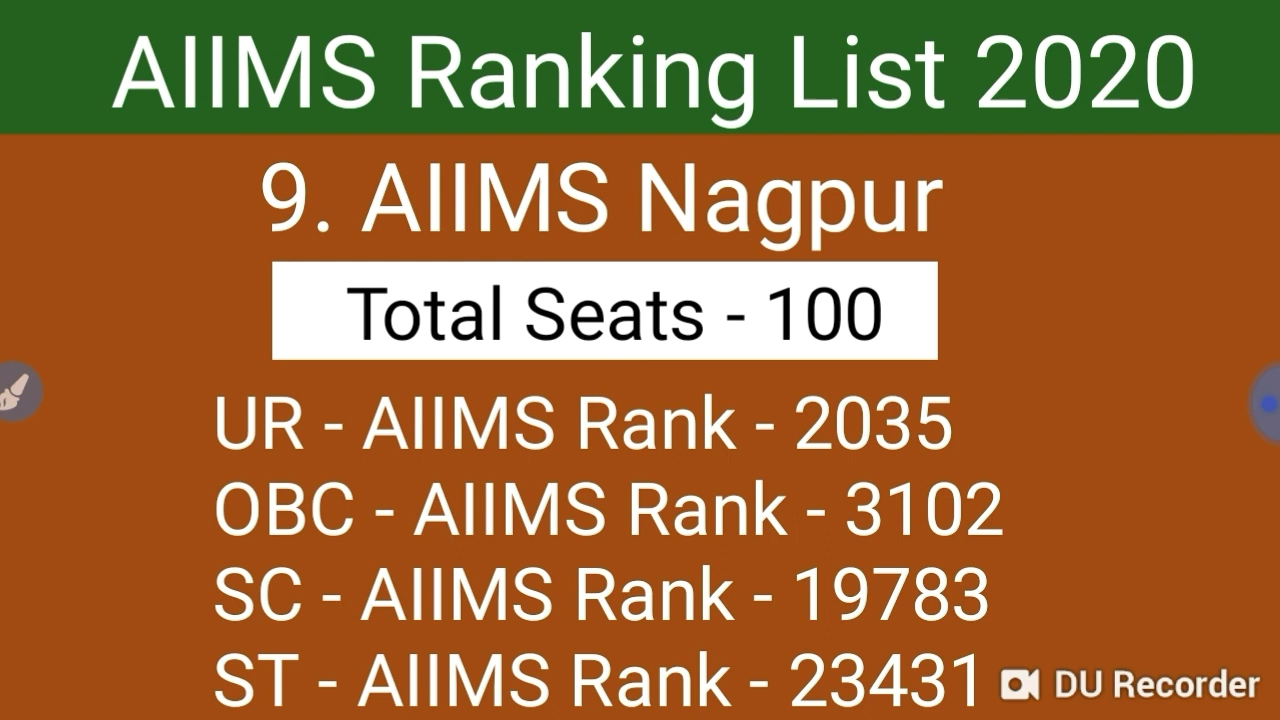 AIIMS Ranking List 2020
9. AIIMS Nagpur
Total Seats - 100
UR - AIIMS Rank - 2035
OBC - AIIMS Rank - 3102
SC - AIIMS Rank - 19783
ST - AIIMS Rank - 23431
DU Recorder